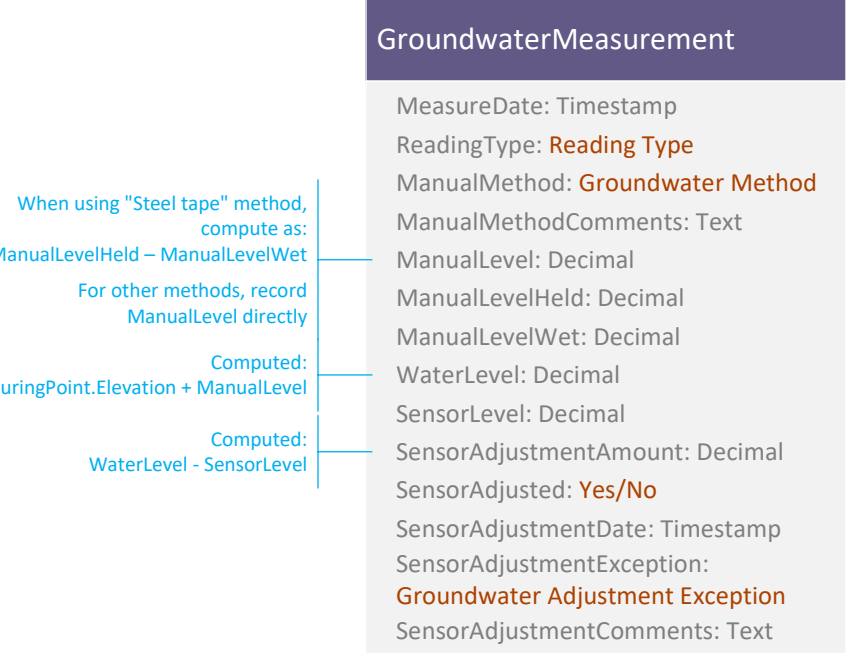 GroundwaterMeasurement
MeasureDate: Timestamp
ReadingType: Reading Type
ManualMethod: Groundwater Method
ManualMethodComments: Text
ManualLevel: Decimal
ManualLevelHeld: Decimal
ManualLevelWet: Decimal
WaterLevel: Decimal
SensorLevel: Decimal
SensorAdjustmentAmount: Decimal
SensorAdjusted: Yes/No
SensorAdjustmentDate: Timestamp
SensorAdjustmentException:
Groundwater Adjustment Exception
SensorAdjustmentComments: Text
When using "Steel tape" method,
compute as:
ManualLevelHeld – ManualLevelWet
For other methods, record
ManualLevel directly
Computed:
uringPoint.Elevation + ManualLevel
Computed:
WaterLevel - SensorLevel